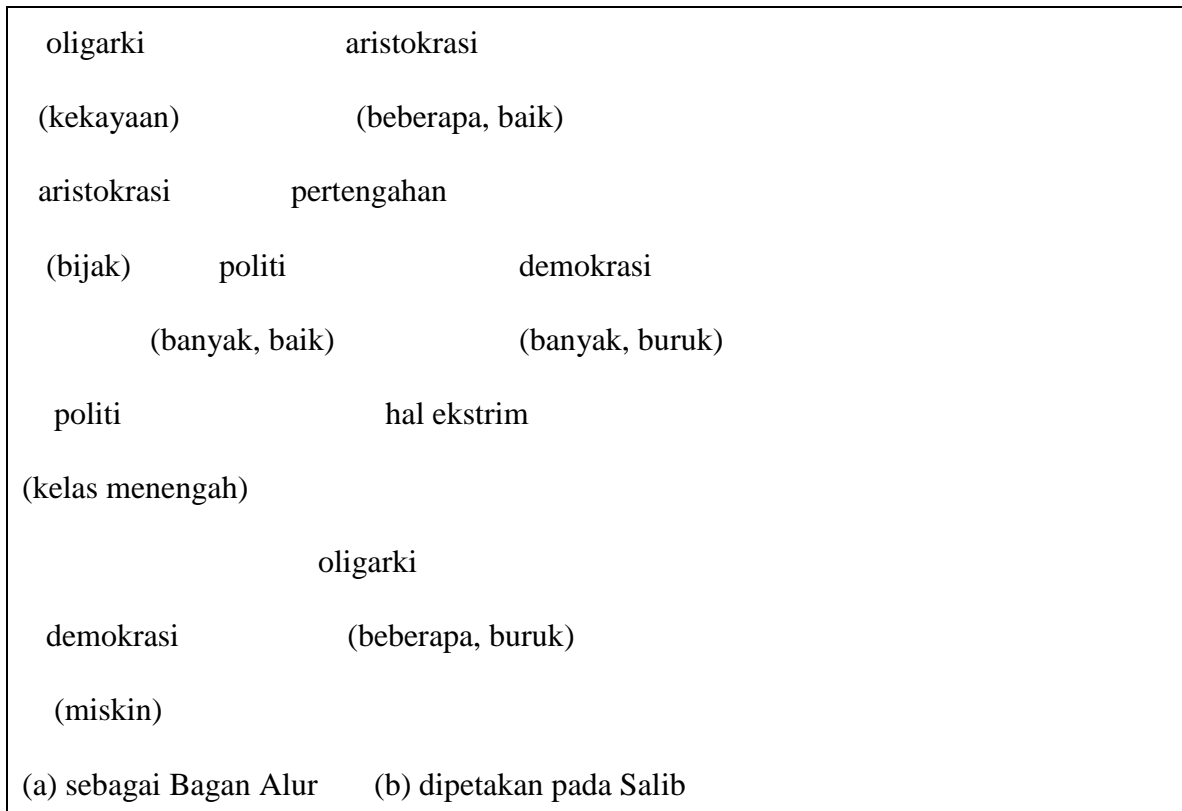 oligarki aristokrasi
(kekayaan) (beberapa, baik)
aristokrasi pertengahan
(bijak) politi demokrasi
(banyak, baik) (banyak, buruk)
politi hal ekstrim
(kelas menengah)
oligarki
demokrasi (beberapa, buruk)
(miskin)
(a) sebagai Bagan Alur (b) dipetakan pada Salib